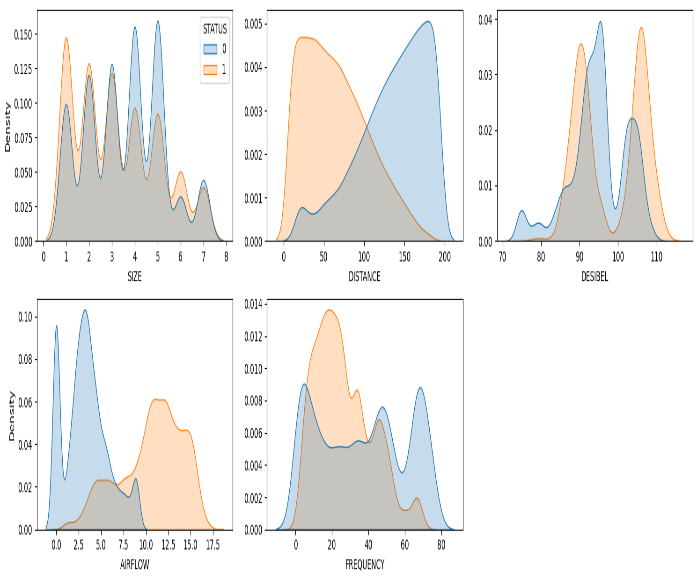 STATUS
0
1
Density
0.150
0.125
0.100
0.075
0.050
0.025
0.000
0 1 2 3 4 5 6 7 8
SIZE
0.005
0.004
0.003
0.002
0.001
0.000
0 50 100 150 200
DISTANCE
0.04
0.03
0.02
0.01
0.00
70 80 90 100 110
DESIBEL
Density
0.10
0.08
0.06
0.04
0.02
0.00
0.0 2.5 5.0 7.5 10.0 12.5 15.0 17.5
AIRFLOW
0.014
0.012
0.010
0.008
0.006
0.004
0.002
0.000
0 20 40 60 80
FREQUENCY